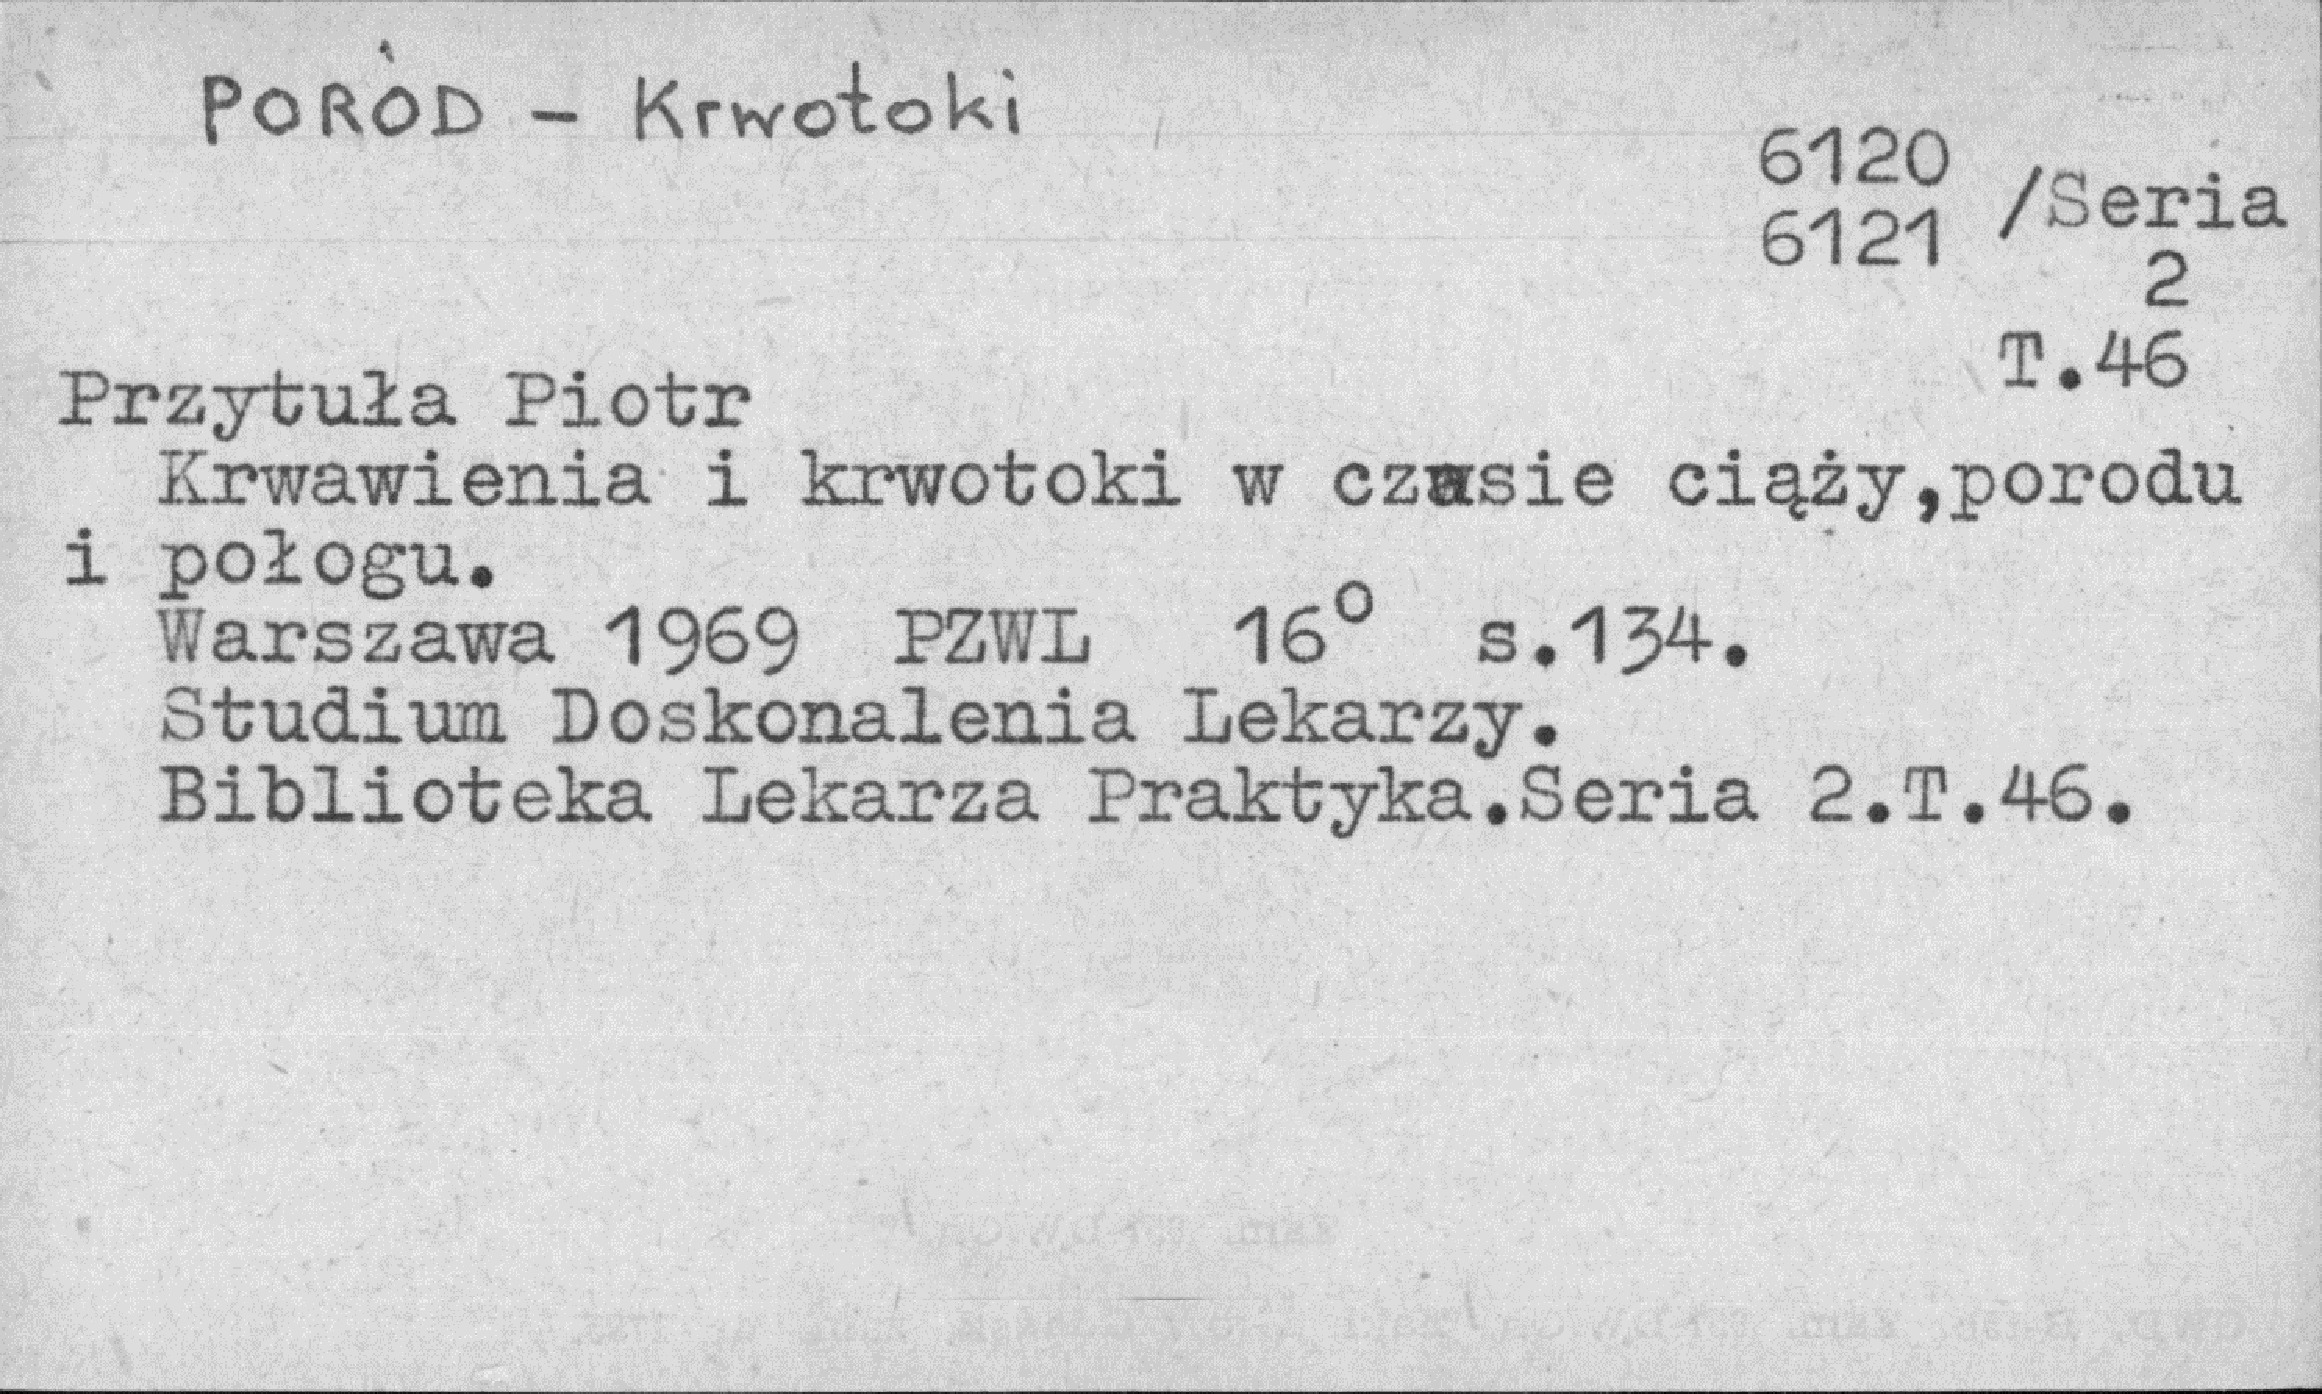 PORÓD - Krwotoki
6120
6121 /Seria
2
T.46
Przytuła Piotr
Krwawienia i krwotoki w czasie ciąży,porodu
i połogu.
Warszawa 1969 PZWL 16° s.134.
Studium Doskonalenia Lekarzy.
Biblioteka Lekarza Praktyka.Seria 2.T.46.